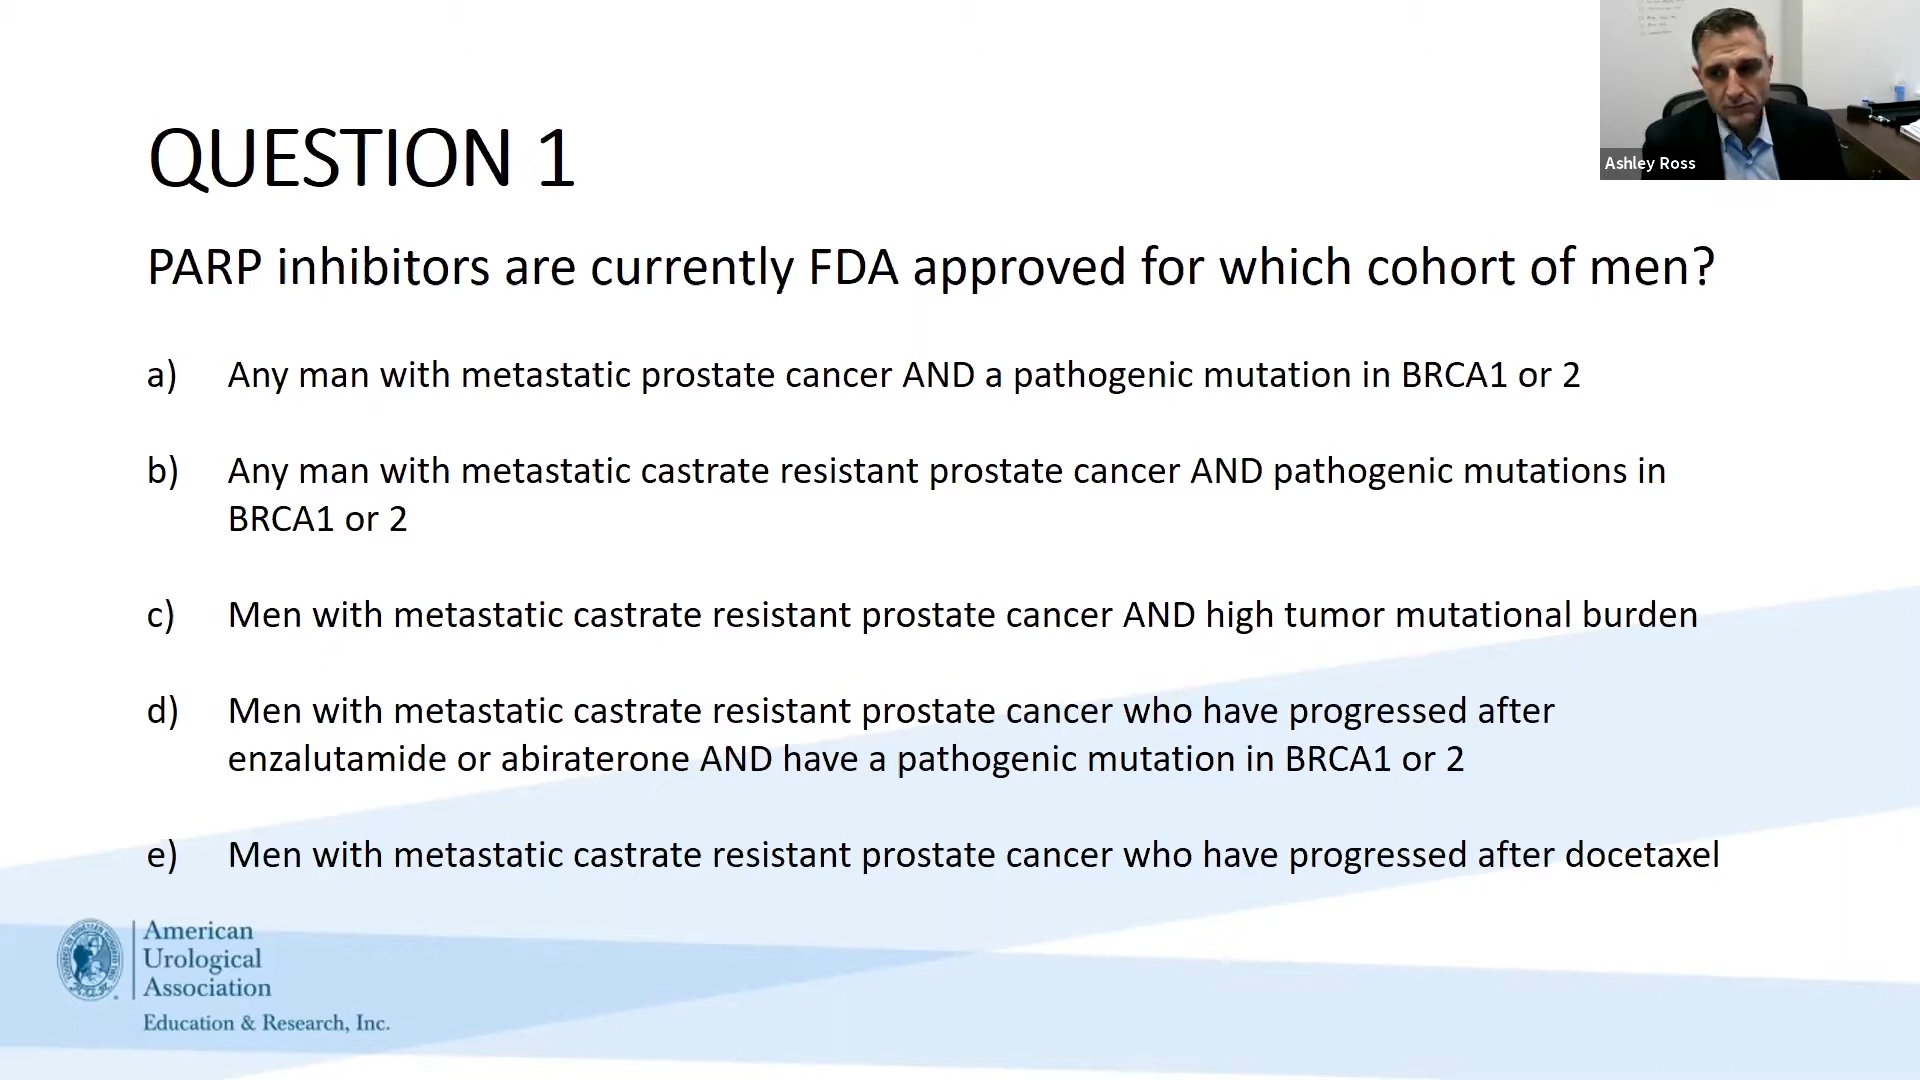 QUESTION 1
Ashley Ross
PARP inhibitors are currently FDA approved for which cohort of men?
a) Any man with metastatic prostate cancer AND a pathogenic mutation in BRCA1 or 2
b) Any man with metastatic castrate resistant prostate cancer AND pathogenic mutations in
BRCA1 or 2
c) Men with metastatic castrate resistant prostate cancer AND high tumor mutational burden
d) Men with metastatic castrate resistant prostate cancer who have progressed after
enzalutamide or abiraterone AND have a pathogenic mutation in BRCA1 or 2
e) Men with metastatic castrate resistant prostate cancer who have progressed after docetaxel
American
Urological
Association
Education & Research, Inc.